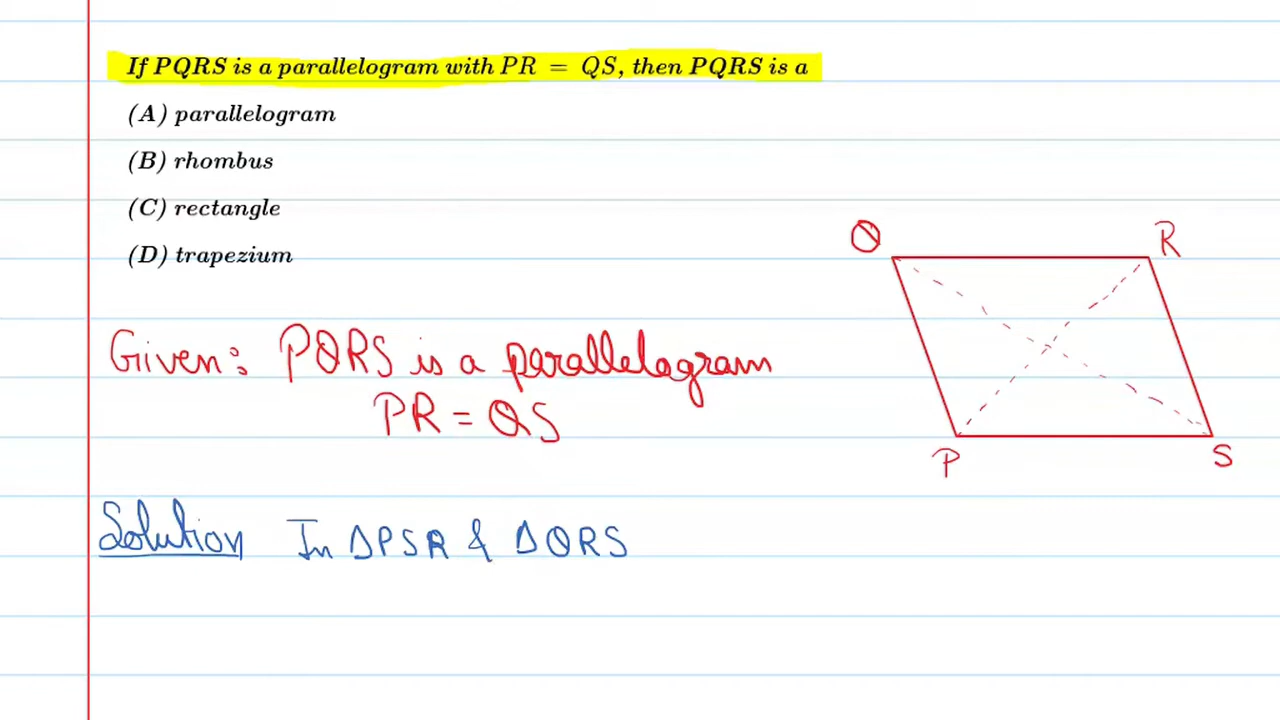 If PQRS is a parallelogram with PR = QS, then PQRS is a
(A) parallelogram
(B) rhombus
(C) rectangle
(D) trapezium
Q R
Given: PQRS is a parallelogram
PR = QS
P S
Solution In ΔPSR & ΔQRS